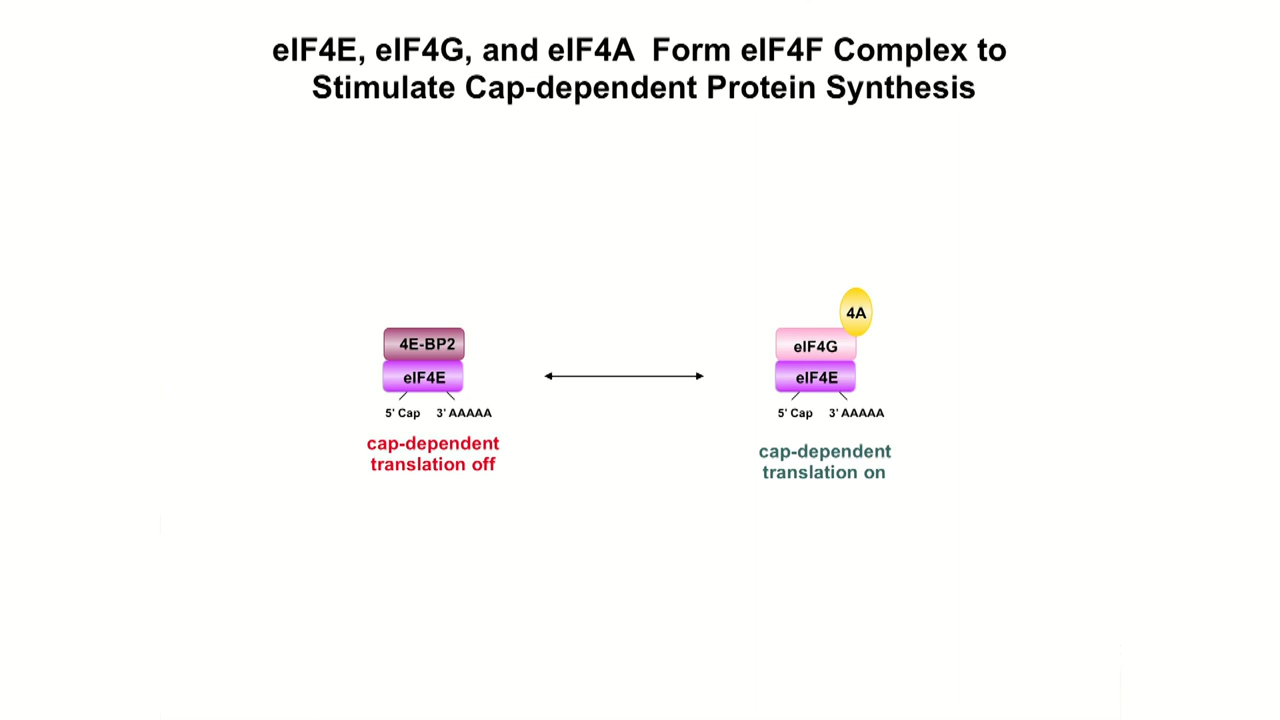 eIF4E, eIF4G, and eIF4A Form eIF4F Complex to
Stimulate Cap-dependent Protein Synthesis
4E-BP2
eIF4E
5' Cap 3' AAAAA
cap-dependent
translation off
4A
eIF4G
eIF4E
5' Cap 3' AAAAA
cap-dependent
translation on